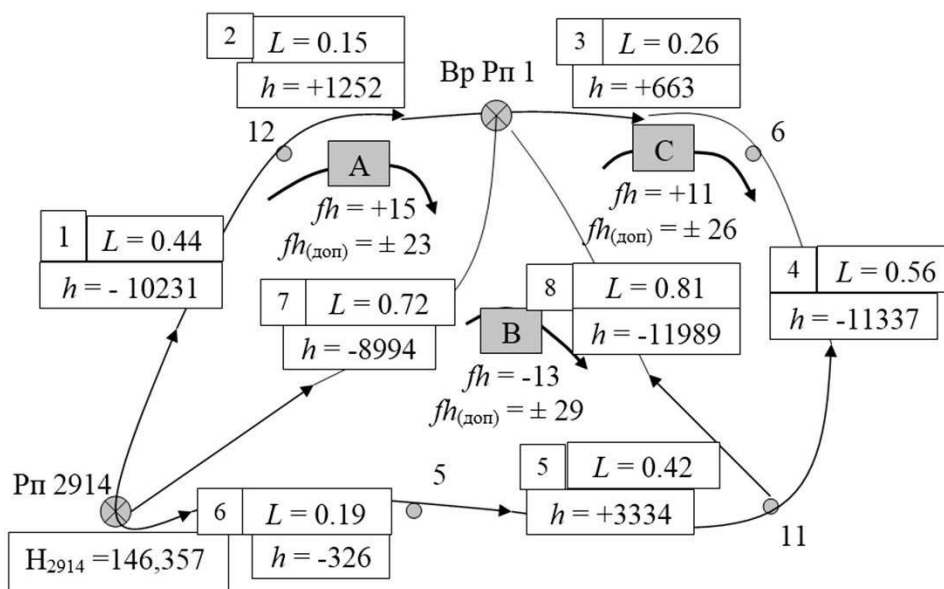 2 L = 0.15
h = +1252
Вр Рп 1
3 L = 0.26
h = +663
12
6
A
fh = +15
fh(доп) = ± 23
C
fh = +11
fh(доп) = ± 26
1 L = 0.44
h = - 10231
7 L = 0.72
h = -8994
8 L = 0.81
h = -11989
4 L = 0.56
h = -11337
B
fh = -13
fh(доп) = ± 29
Рп 2914
H2914 =146,357
6 L = 0.19
h = -326
5
5 L = 0.42
h = +3334
11